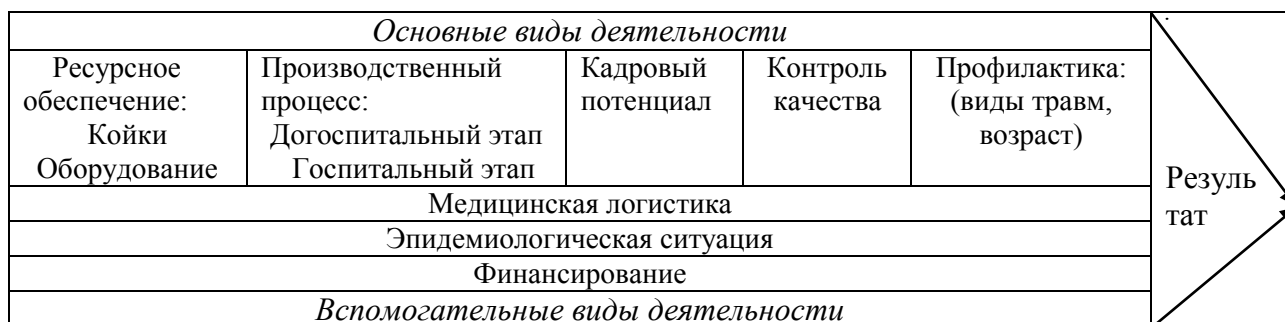 Основные виды деятельности
Ресурсное
обеспечение:
Койки
Оборудование
Производственный
процесс:
Догоспитальный этап
Госпитальный этап
Кадровый
потенциал
Контроль
качества
Профилактика:
(виды травм,
возраст)
Резуль
тат
Медицинская логистика
Эпидемиологическая ситуация
Финансирование
Вспомогательные виды деятельности